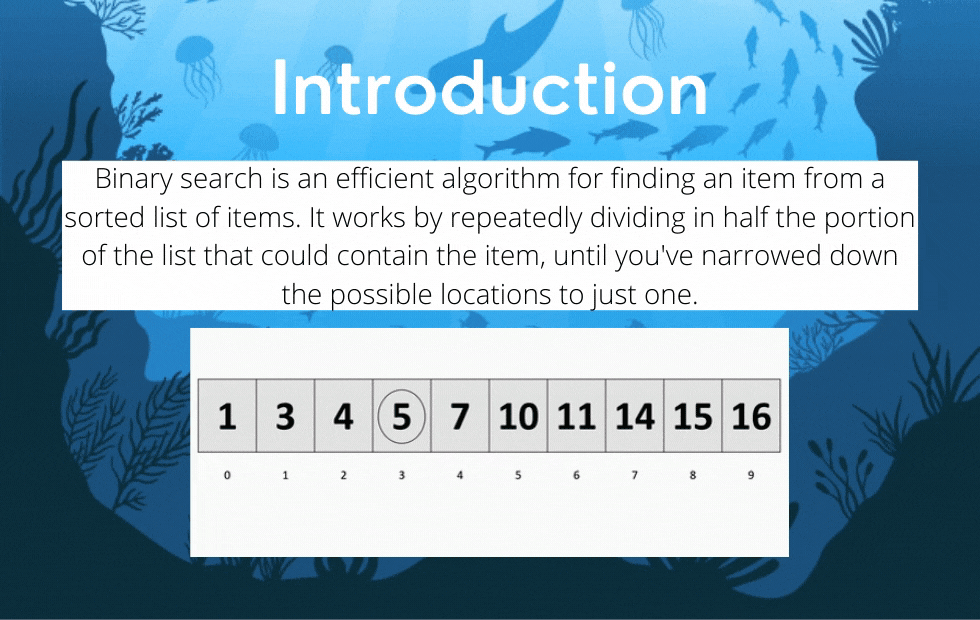 Introduction
Binary search is an efficient algorithm for finding an item from a
sorted list of items. It works by repeatedly dividing in half the portion
of the list that could contain the item, until you've narrowed down
the possible locations to just one.
1 3 4 5 7 10 11 14 15 16
0 1 2 3 4 5 6 7 8 9